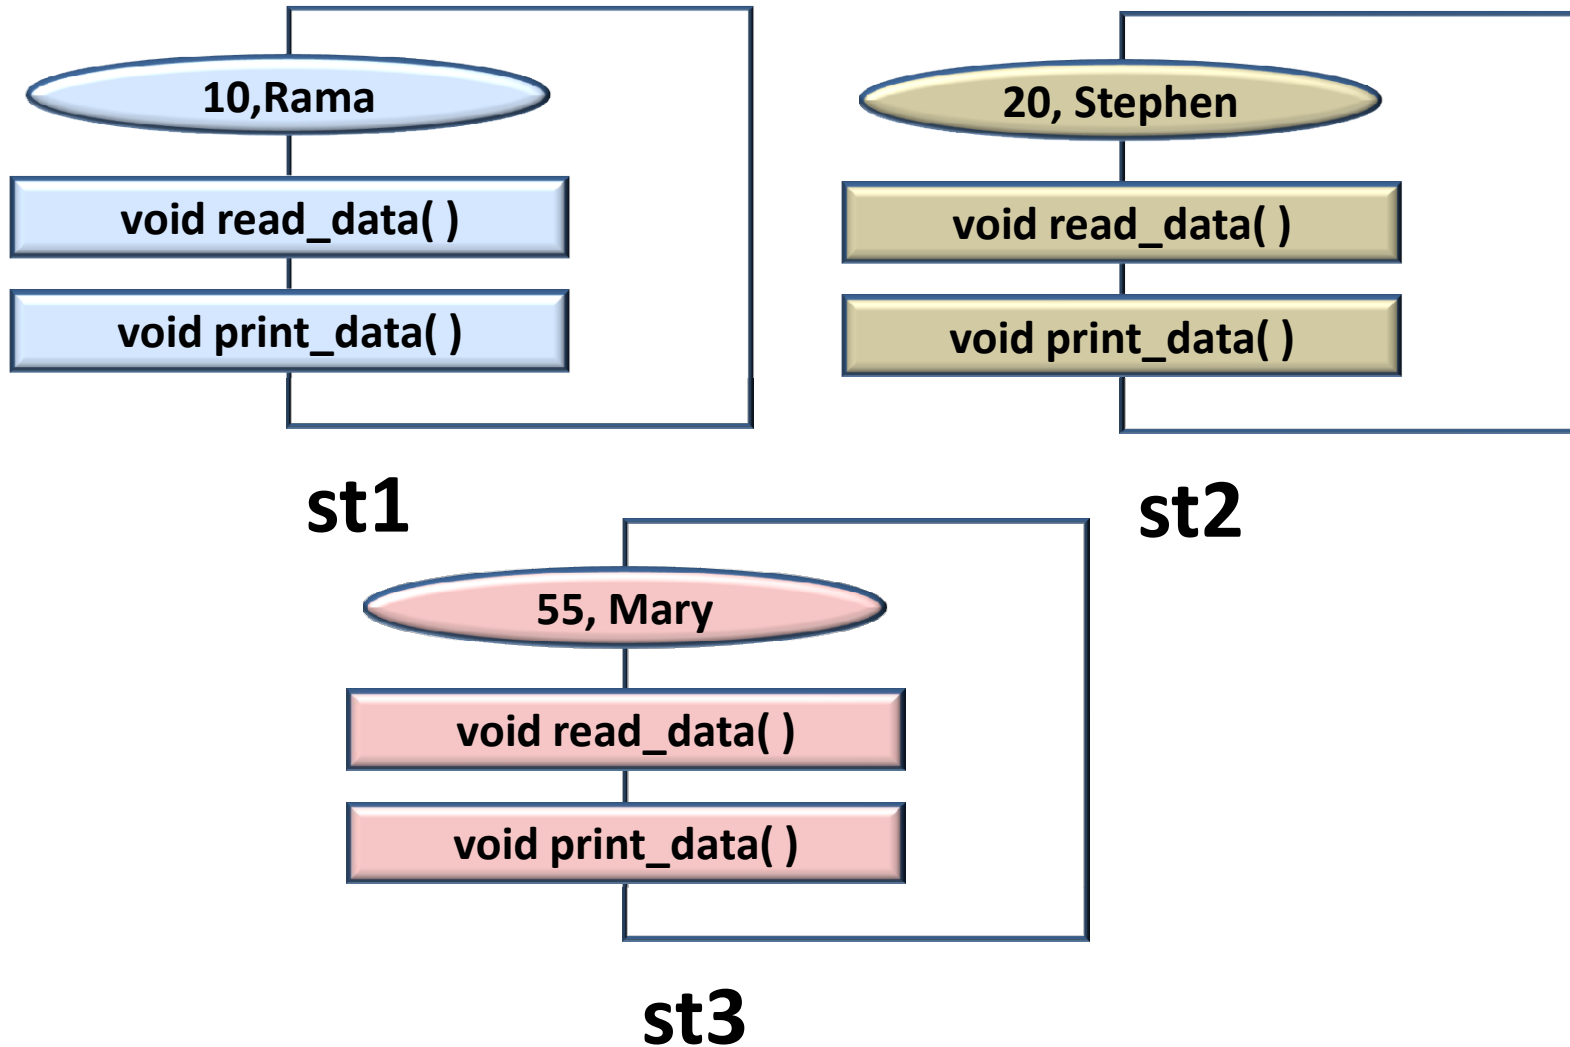 10,Rama
void read_data( )
void print_data( )
st1
20, Stephen
void read_data( )
void print_data( )
st2
55, Mary
void read_data( )
void print_data( )
st3